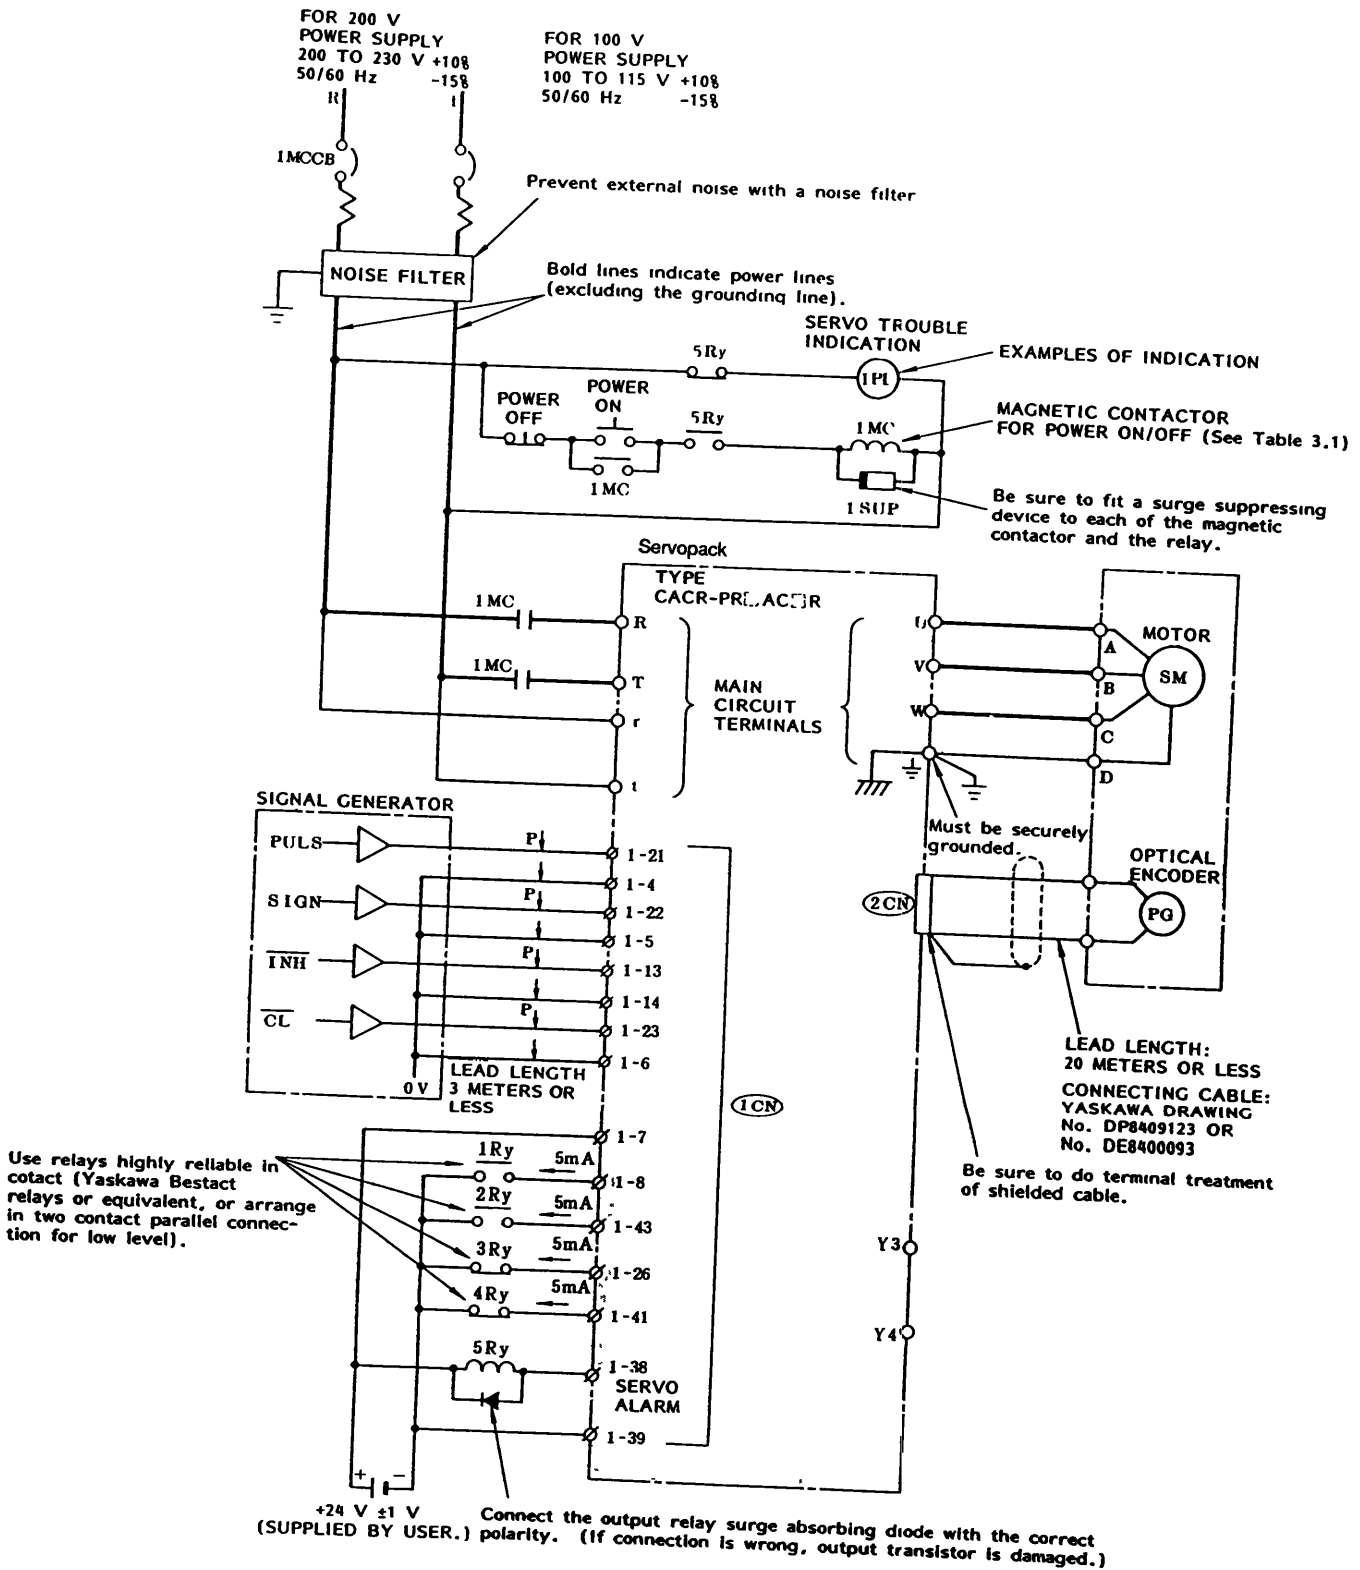 FOR 200 V
POWER SUPPLY
200 TO 230 V +10%
50/60 Hz -15%
FOR 100 V
POWER SUPPLY
100 TO 115 V +10%
50/60 Hz -15%
R
1MCCB
Prevent external noise with a noise filter
NOISE FILTER
Bold lines indicate power lines
(excluding the grounding line).
SERVO TROUBLE
INDICATION
5Ry
1PL
EXAMPLES OF INDICATION
POWER
OFF
POWER
ON
5Ry
1MC
1MC
MAGNETIC CONTACTOR
FOR POWER ON/OFF (See Table 3.1)
1SUP
Be sure to fit a surge suppressing
device to each of the magnetic
contactor and the relay.
Servopack
TYPE
1MC
R
1MC
T
r
t
MAIN
CIRCUIT
TERMINALS
U
V
W
A
B
C
D
MOTOR
SM
Must be securely
grounded.
SIGNAL GENERATOR
PULS
P
1-21
1-4
SIGN
P
1-22
1-5
INH
P
1-13
1-14
CL
P
1-23
1-6
0V
LEAD LENGTH
3 METERS OR
LESS
1CN
2CN
OPTICAL
ENCODER
PG
LEAD LENGTH:
20 METERS OR LESS
CONNECTING CABLE:
YASKAWA DRAWING
No. DP8409123 OR
No. DE8400093
Be sure to do terminal treatment
of shielded cable.
Use relays highly reliable in
cotact (Yaskawa Bestact
relays or equivalent, or arrange
in two contact parallel connec-
tion for low level).
1-7
1Ry
5mA
1-8
2Ry
5mA
1-43
3Ry
5mA
1-26
4Ry
5mA
1-41
5Ry
1-38
SERVO
ALARM
1-39
Y3
Y4
+ −
+24 V ±1 V
(SUPPLIED BY USER.)
Connect the output relay surge absorbing diode with the correct
polarity. (If connection is wrong, output transistor is damaged.)